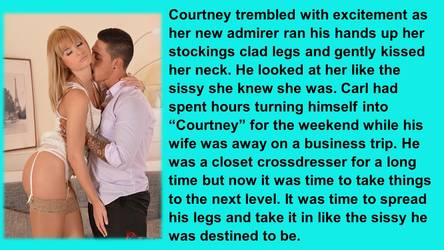 Courtney trembled with excitement as
her new admirer ran his hands up her
stockings clad legs and gently kissed
her neck. He looked at her like the
sissy she knew she was. Carl had
spent hours turning himself into
“Courtney” for the weekend while his
wife was away on a business trip. He
was a closet crossdresser for a long
time but now it was time to take things
to the next level. It was time to spread
his legs and take it in like the sissy he
was destined to be.